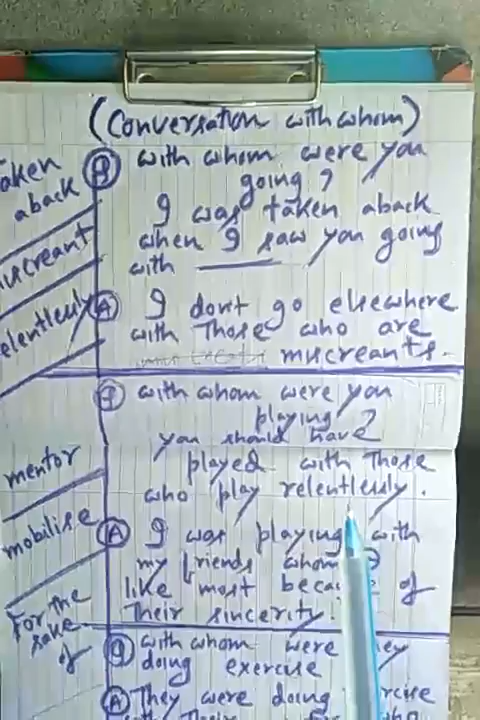 (Conversation with whom)
taken aback
miscreant
relentlessly
Q with whom were you
going?
I was taken aback
when I saw you going
with ______
A I dont go elsewhere
with Those who are
miscreants.
Q with whom were you
playing?
you should have
played with Those
who play relentlessly.
mentor
mobilise
For the
sake
of
A I was playing with
my friends whom I
like most because of
Their sincerity.
Q with whom were they
doing exercise
A They were doing exercise